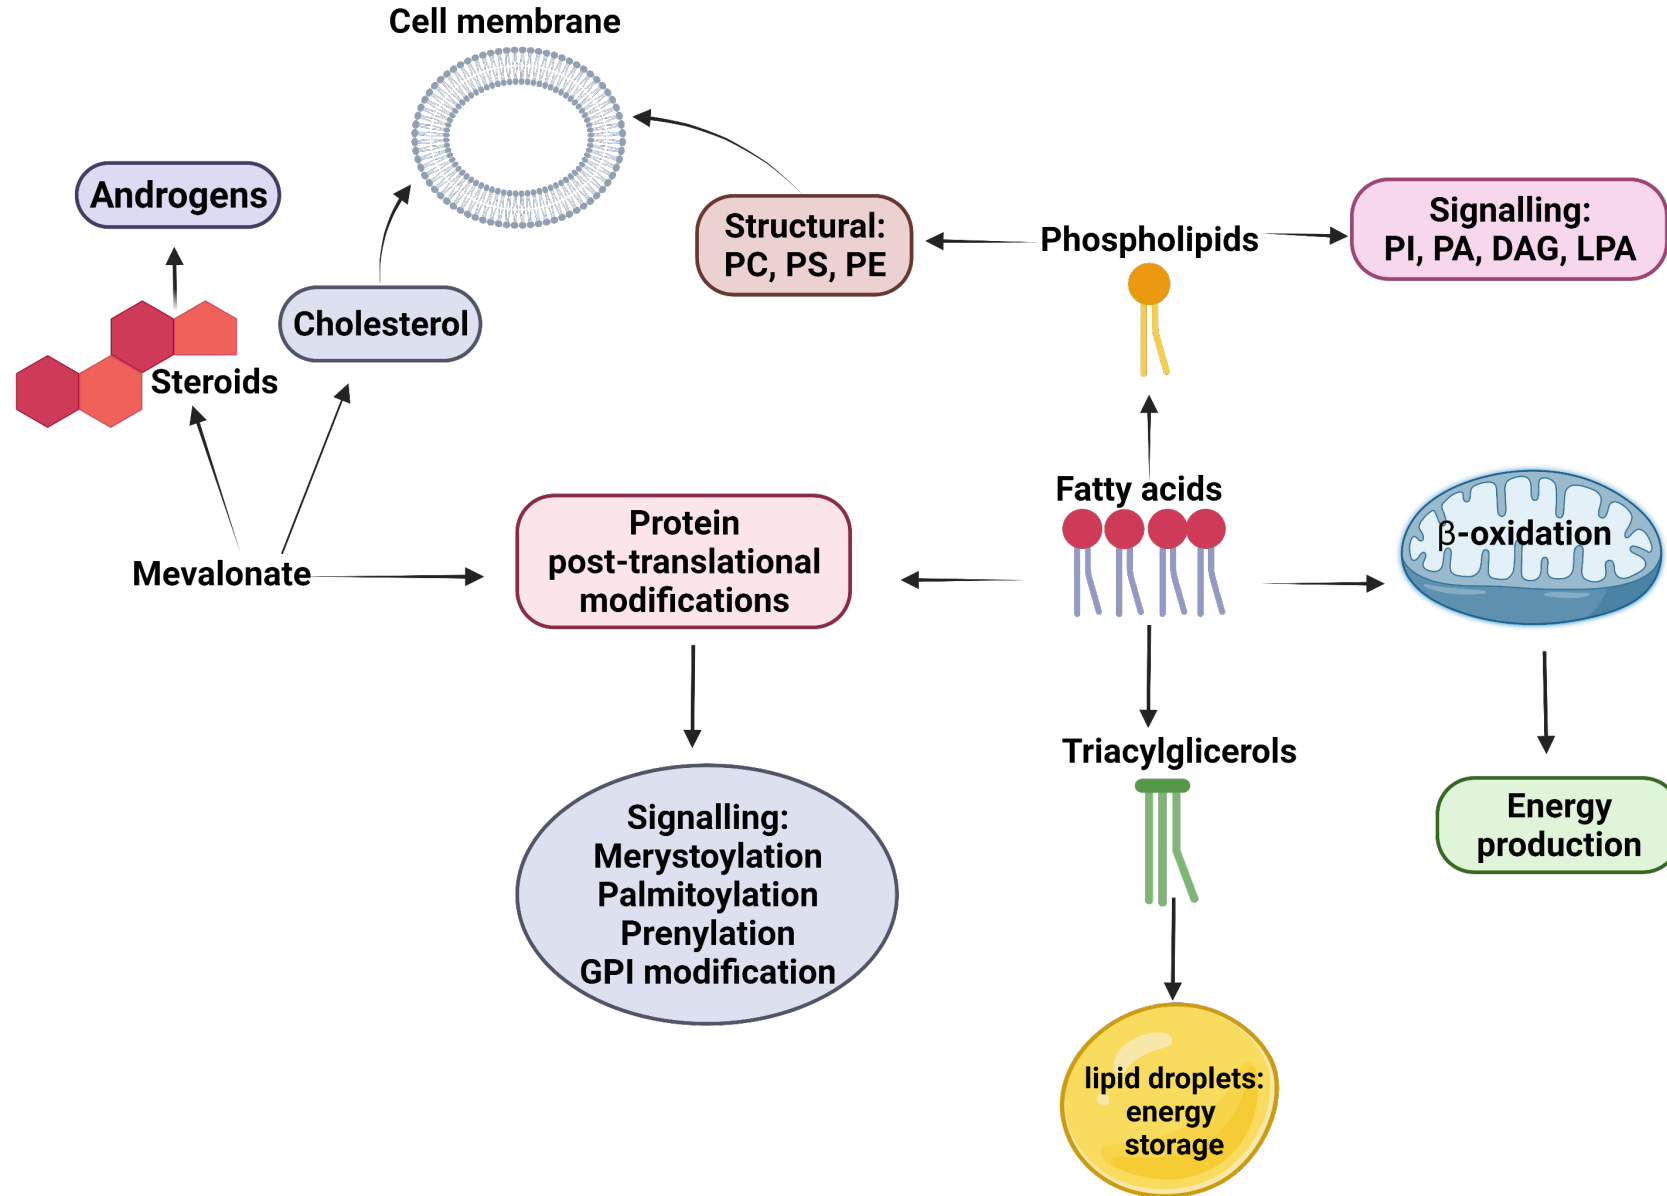 Cell membrane
Androgens
Structural:
PC, PS, PE
Phospholipids
Signalling:
PI, PA, DAG, LPA
Cholesterol
Steroids
Fatty acids
Protein
post-translational
modifications
β-oxidation
Mevalonate
Triacylglicerols
Energy
production
Signalling:
Merystoylation
Palmitoylation
Prenylation
GPI modification
lipid droplets:
energy
storage